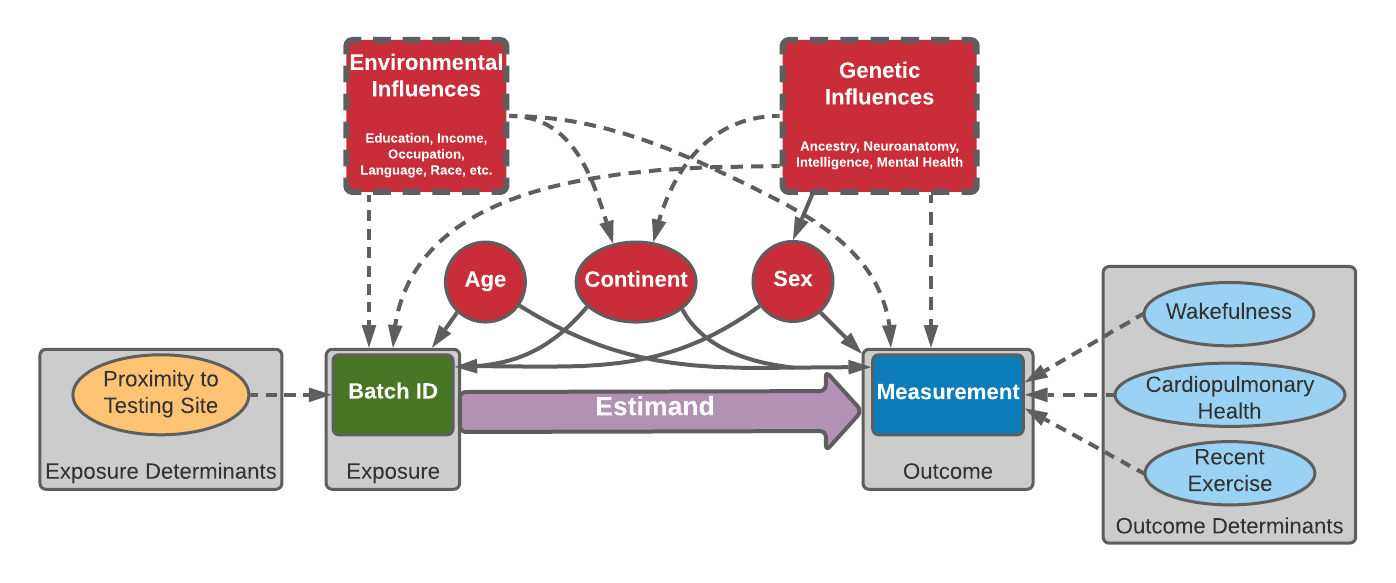 Environmental
Influences
Education, Income,
Occupation,
Language, Race, etc.
Genetic
Influences
Ancestry, Neuroanatomy,
Intelligence, Mental Health
Age
Continent
Sex
Proximity to
Testing Site
Exposure Determinants
Batch ID
Exposure
Estimand
Measurement
Outcome
Wakefulness
Cardiopulmonary
Health
Recent
Exercise
Outcome Determinants